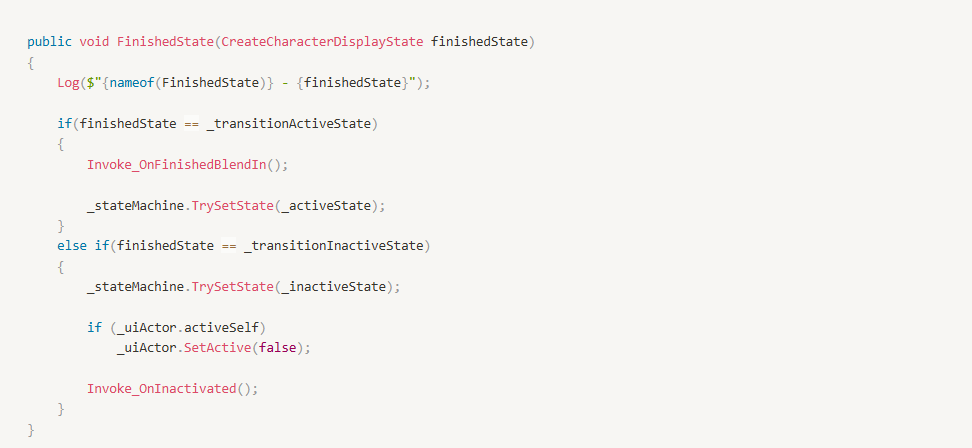 public void FinishedState(CreateCharacterDisplayState finishedState)
{
    Log($"{nameof(FinishedState)} - {finishedState}");

    if(finishedState == _transitionActiveState)
    {
        Invoke_OnFinishedBlendIn();

        _stateMachine.TrySetState(_activeState);
    }
    else if(finishedState == _transitionInactiveState)
    {
        _stateMachine.TrySetState(_inactiveState);

        if (_uiActor.activeSelf)
            _uiActor.SetActive(false);

        Invoke_OnInactivated();
    }
}